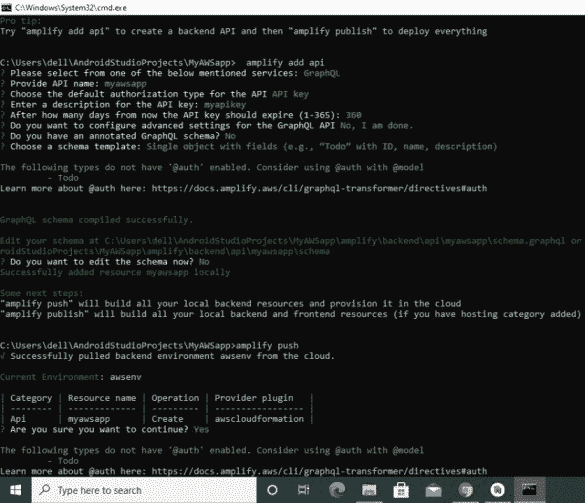 C:\Windows\System32\cmd.exe
Pro tip:
Try "amplify add api" to create a backend API and then "amplify publish" to deploy everything
C:\Users\dell\AndroidStudioProjects\MyAWSapp> amplify add api
? Please select from one of the below mentioned services: GraphQL
? Provide API name: myawsapp
? Choose the default authorization type for the API API key
? Enter a description for the API key: myapikey
? After how many days from now the API key should expire (1-365): 360
? Do you want to configure advanced settings for the GraphQL API No, I am done.
? Do you have an annotated GraphQL schema? No
? Choose a schema template: Single object with fields (e.g., "Todo" with ID, name, description)
The following types do not have '@auth' enabled. Consider using @auth with @model
- Todo
Learn more about @auth here: https://docs.amplify.aws/cli/graphql-transformer/directives#auth
GraphQL schema compiled successfully.
Edit your schema at C:\Users\dell\AndroidStudioProjects\MyAWSapp\amplify\backend\api\myawsapp\schema.graphql or
roidStudioProjects\MyAWSapp\amplify\backend\api\myawsapp\schema
? Do you want to edit the schema now? No
Successfully added resource myawsapp locally
Some next steps:
"amplify push" will build all your local backend resources and provision it in the cloud
"amplify publish" will build all your local backend and frontend resources (if you have hosting category added)
C:\Users\dell\AndroidStudioProjects\MyAWSapp>amplify push
√ Successfully pulled backend environment awsenv from the cloud.
Current Environment: awsenv
| Category | Resource name | Operation | Provider plugin |
| -------- | ------------- | --------- | ----------------- |
| Api | myawsapp | Create | awscloudformation |
? Are you sure you want to continue? Yes
The following types do not have '@auth' enabled. Consider using @auth with @model
- Todo
Learn more about @auth here: https://docs.amplify.aws/cli/graphql-transformer/directives#auth
Type here to search